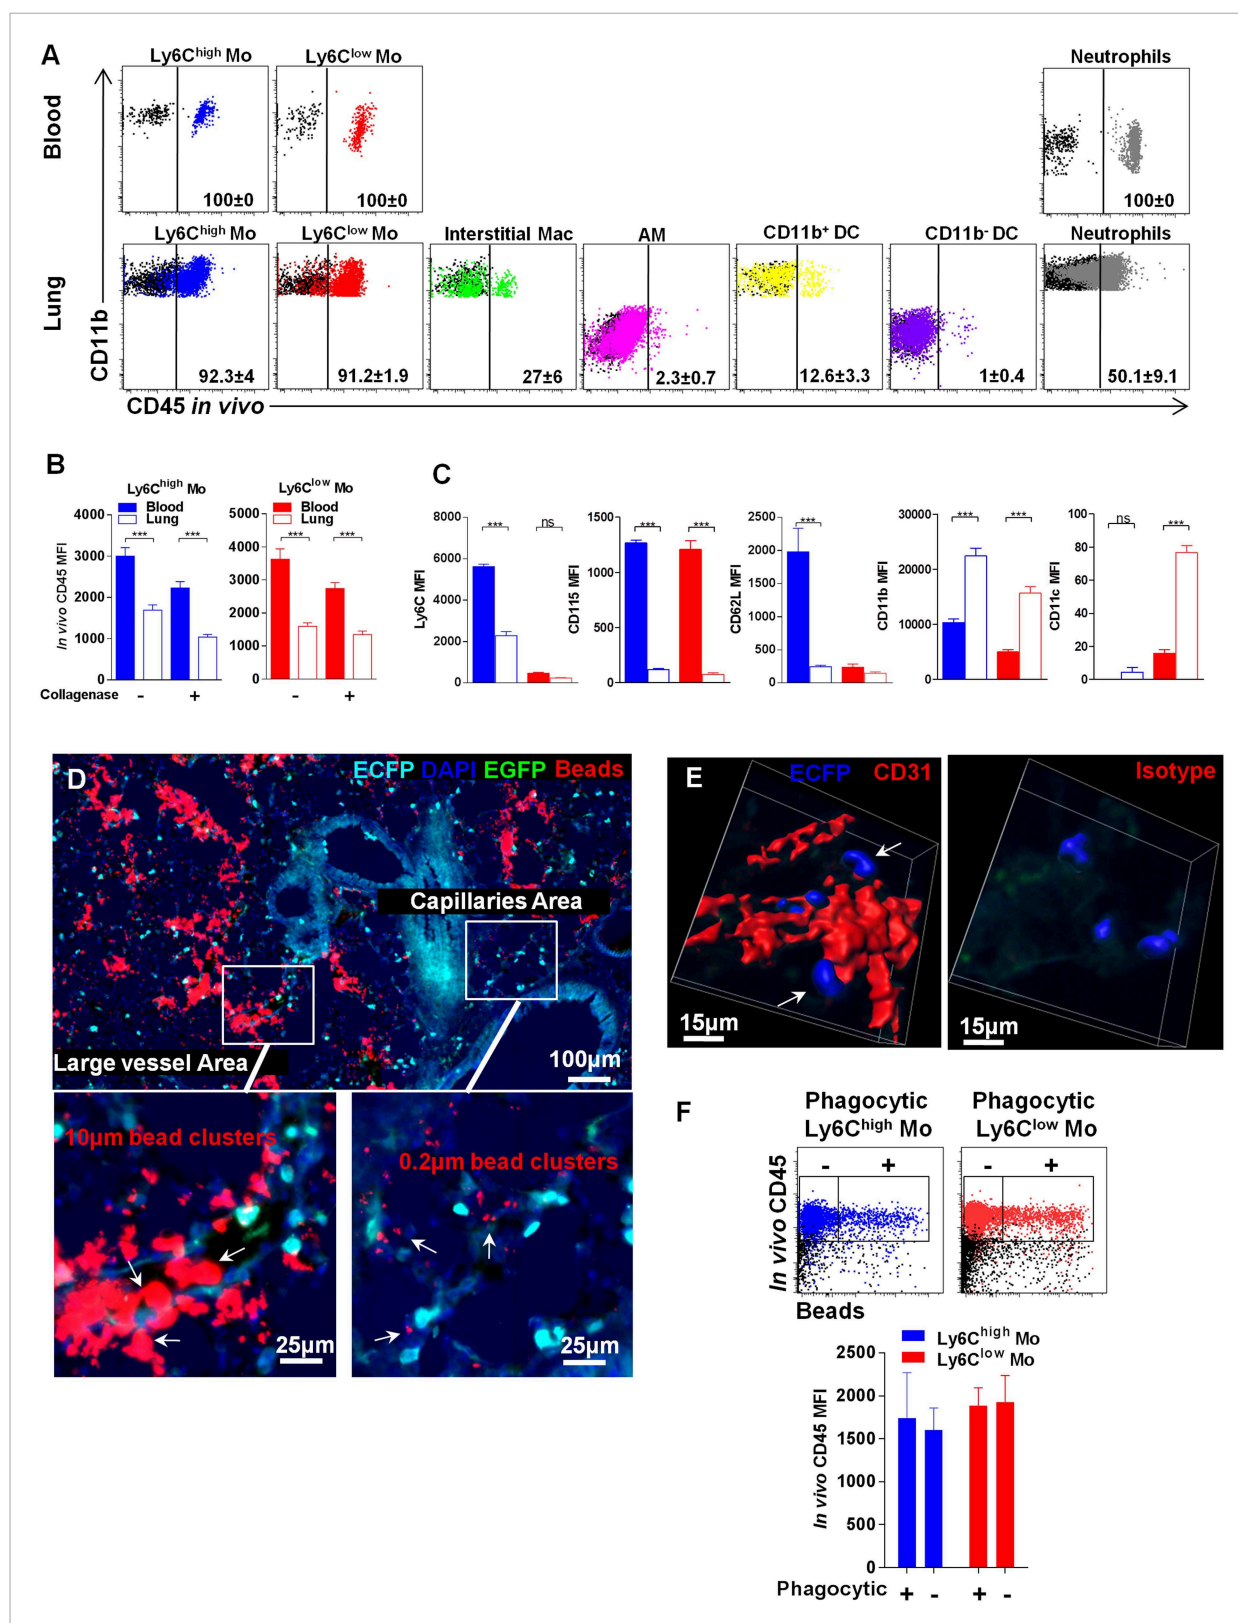 A
Ly6Chigh Mo
Ly6Clow Mo
Neutrophils
Blood
100±0
100±0
100±0
Ly6Chigh Mo
Ly6Clow Mo
Interstitial Mac
AM
CD11b+ DC
CD11b- DC
Neutrophils
Lung
CD11b
92.3±4
91.2±1.9
27±6
2.3±0.7
12.6±3.3
1±0.4
50.1±9.1
CD45 in vivo
B
Ly6Chigh Mo
Blood
Lung
In vivo CD45 MFI
4000
3000
2000
1000
0
***
***
Ly6Clow Mo
Blood
Lung
5000
4000
3000
2000
1000
0
***
***
Collagenase
-
+
-
+
C
Ly6C MFI
8000
6000
4000
2000
0
***
ns
CD115 MFI
1500
1000
500
0
***
***
CD62L MFI
2500
2000
1500
1000
500
0
***
CD11b MFI
30000
20000
10000
0
***
***
CD11c MFI
100
80
60
40
20
0
ns
***
D
ECFP DAPI EGFP Beads
Capillaries Area
Large vessel Area
100µm
10µm bead clusters
25µm
0.2µm bead clusters
25µm
E
ECFP CD31
15µm
Isotype
15µm
F
Phagocytic
Ly6Chigh Mo
Phagocytic
Ly6Clow Mo
-
+
-
+
In vivo CD45
Beads
Ly6Chigh Mo
Ly6Clow Mo
In vivo CD45 MFI
2500
2000
1500
1000
500
0
Phagocytic + - + -